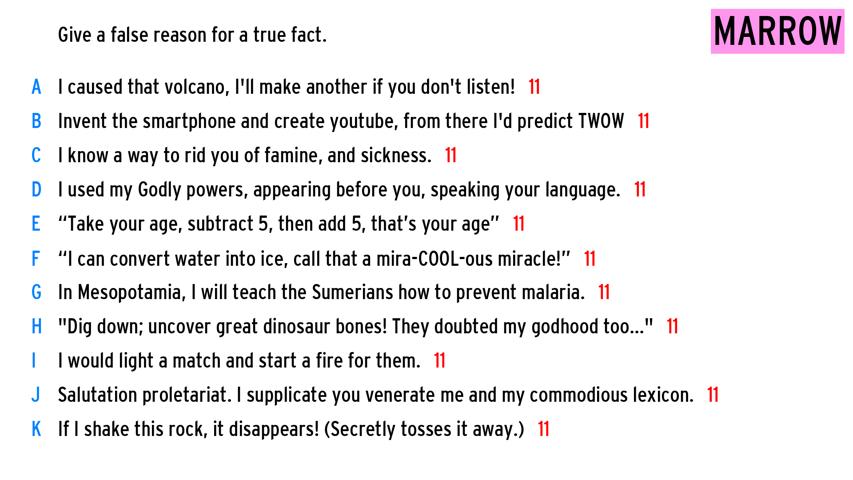 Give a false reason for a true fact.
MARROW
A I caused that volcano, I'll make another if you don't listen! 11
B Invent the smartphone and create youtube, from there I'd predict TWOW 11
C I know a way to rid you of famine, and sickness. 11
D I used my Godly powers, appearing before you, speaking your language. 11
E “Take your age, subtract 5, then add 5, that’s your age” 11
F “I can convert water into ice, call that a mira-COOL-ous miracle!” 11
G In Mesopotamia, I will teach the Sumerians how to prevent malaria. 11
H "Dig down; uncover great dinosaur bones! They doubted my godhood too..." 11
I I would light a match and start a fire for them. 11
J Salutation proletariat. I supplicate you venerate me and my commodious lexicon. 11
K If I shake this rock, it disappears! (Secretly tosses it away.) 11